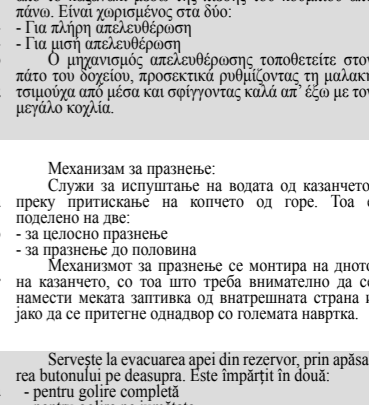 πάνω. Είναι χωρισμένος στα δύο:
- Για πλήρη απελευθέρωση
- Για μισή απελευθέρωση
Ο μηχανισμός απελευθέρωσης τοποθετείτε στον
πάτο του δοχείου, προσεκτικά ρυθμίζοντας τη μαλακή
τσιμούχα από μέσα και σφίγγοντας καλά απ' έξω με τον
μεγάλο κοχλία.
Механизам за празнење:
Служи за испуштање на водата од казанчето,
преку притискање на копчето од горе. Тоа е
поделено на две:
- за целосно празнење
- за празнење до половина
Механизмот за празнење се монтира на дното
на казанчето, со тоа што треба внимателно да се
намести меката заптивка од внатрешната страна и
јако да се притегне однадвор со големата навртка.
Servește la evacuarea apei din rezervor, prin apăsa-
rea butonului pe deasupra. Este împărțit în două:
- pentru golire completă